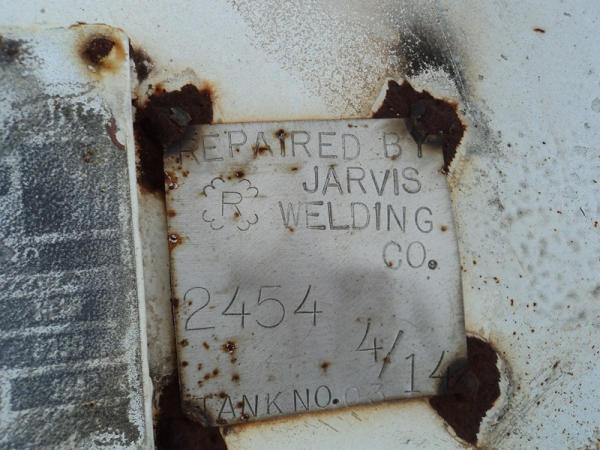 REPAIRED BY
R JARVIS
WELDING
CO.
2454
4/14
TANK NO.